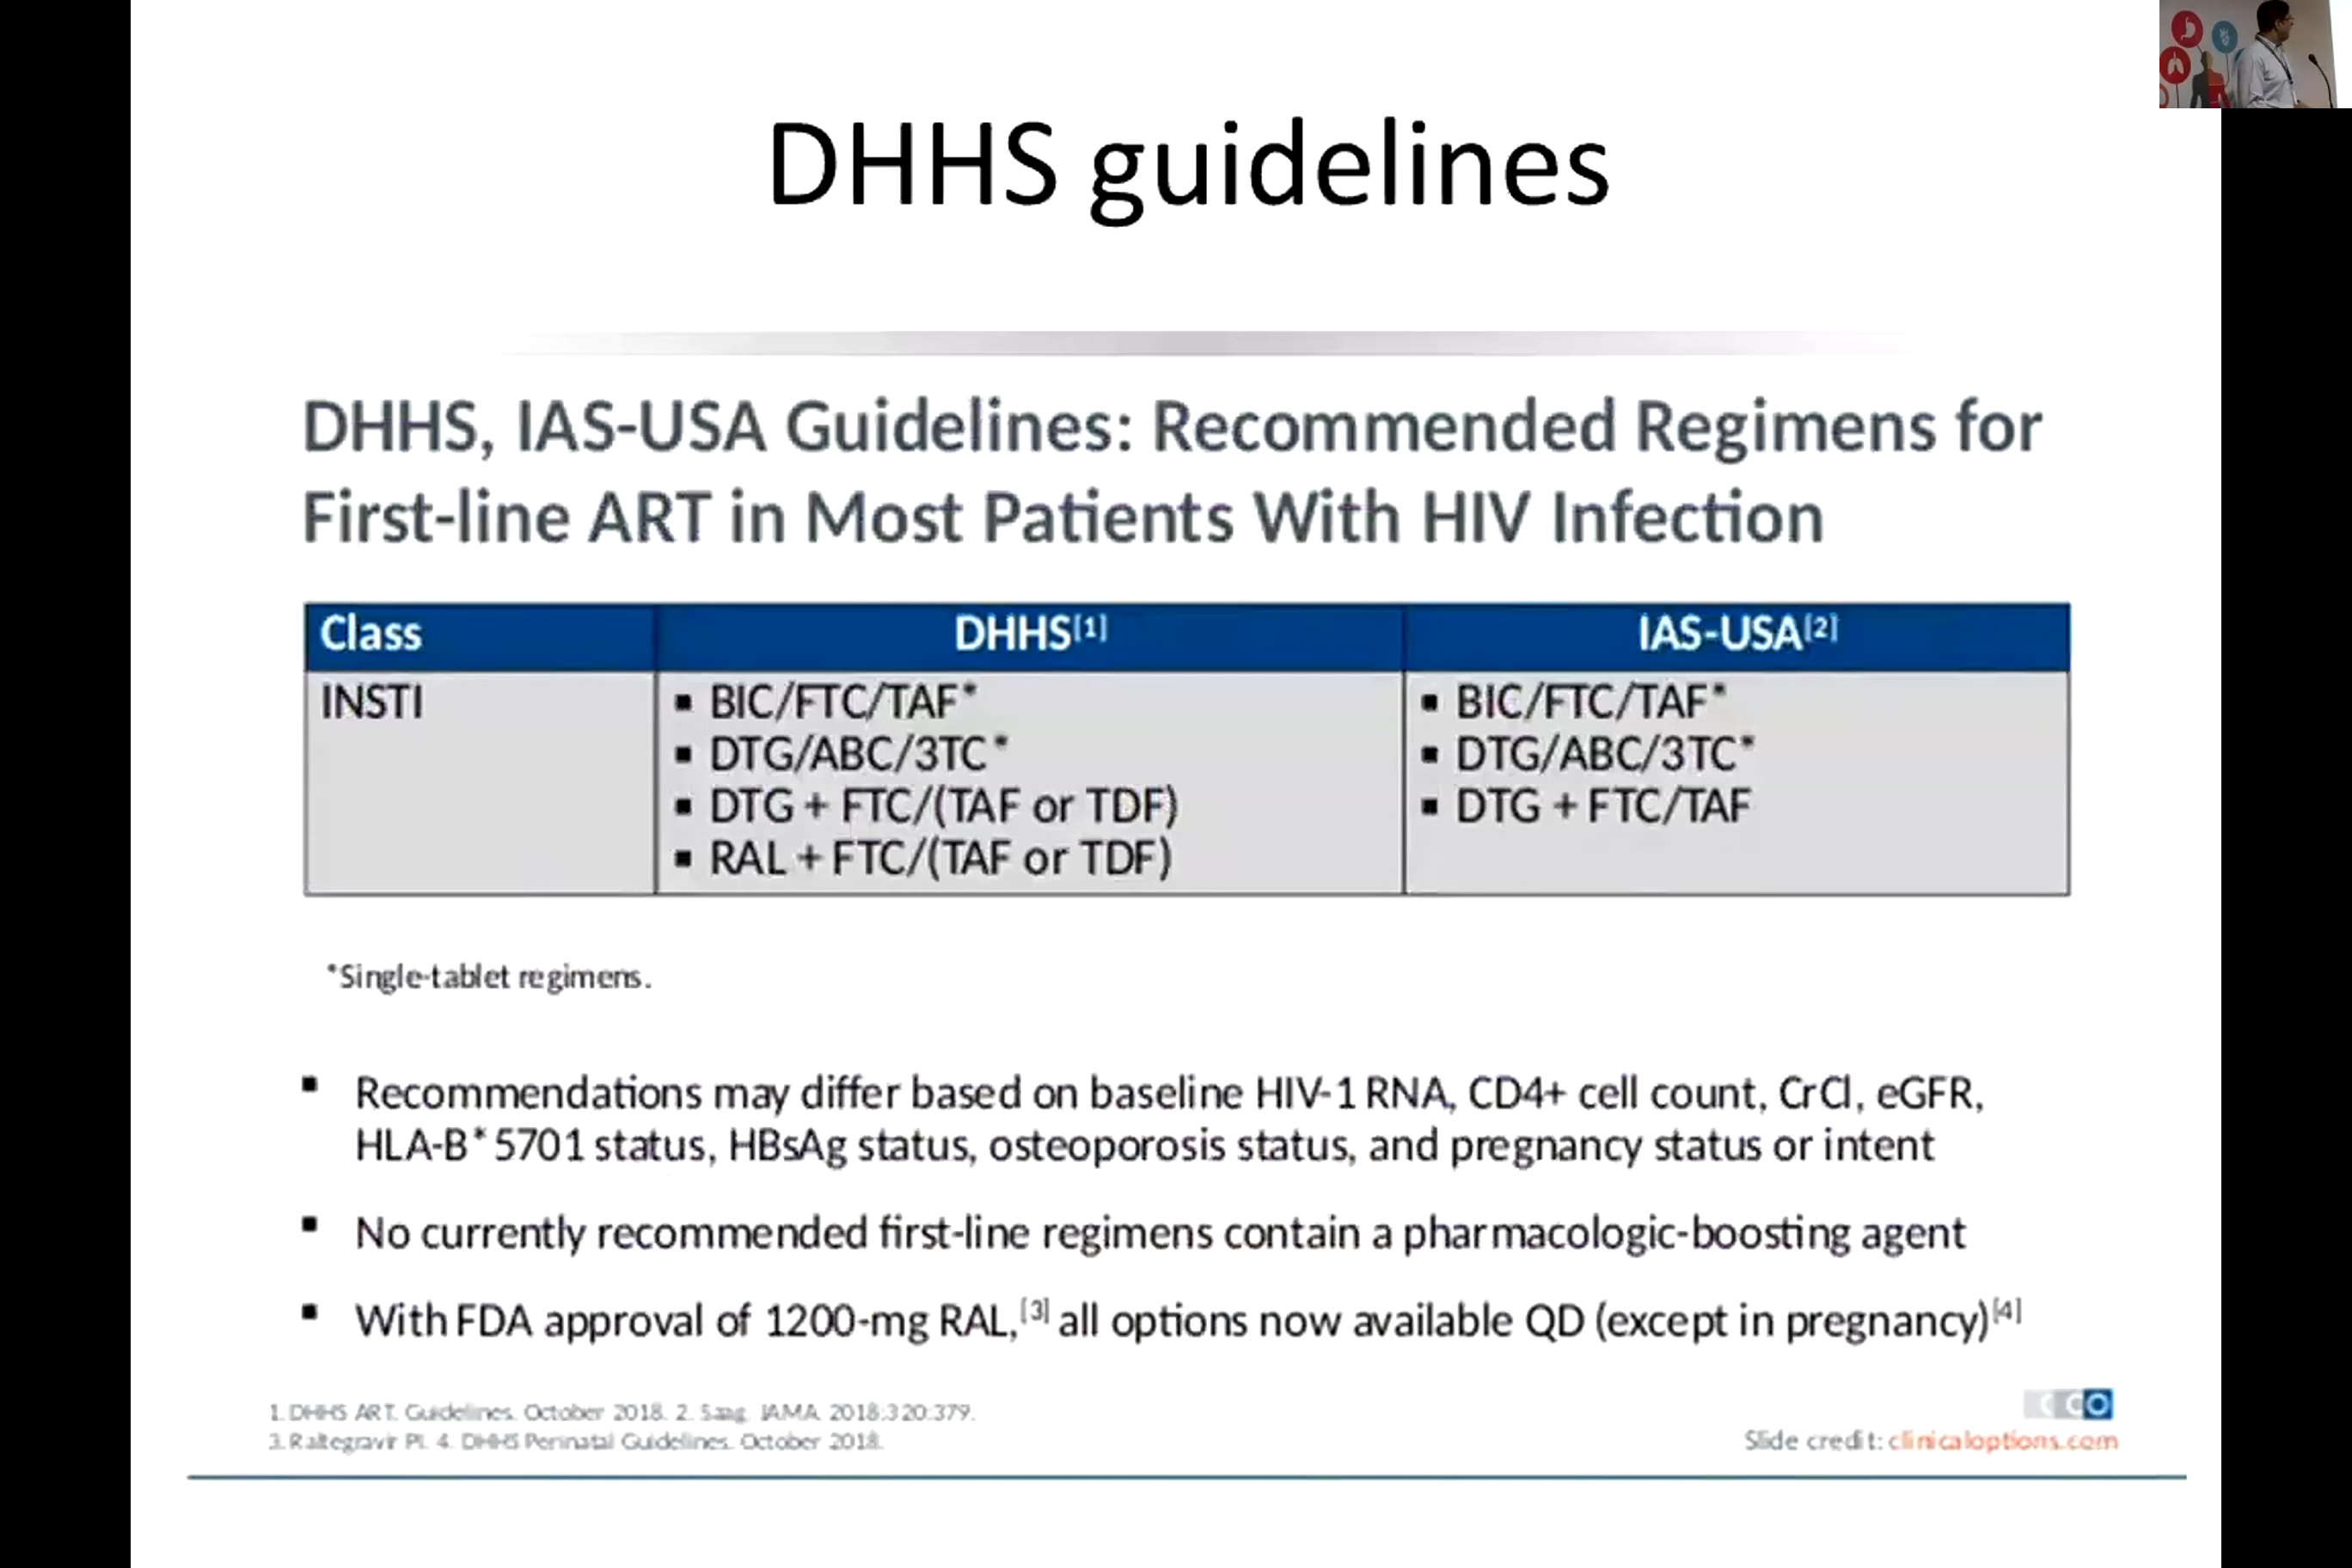 DHHS guidelines
DHHS, IAS-USA Guidelines: Recommended Regimens for
First-line ART in Most Patients With HIV Infection
Class DHHS[1] IAS-USA[2]
INSTI
▪ BIC/FTC/TAF*
▪ DTG/ABC/3TC*
▪ DTG + FTC/(TAF or TDF)
▪ RAL + FTC/(TAF or TDF)
▪ BIC/FTC/TAF*
▪ DTG/ABC/3TC*
▪ DTG + FTC/TAF
*Single-tablet regimens.
▪ Recommendations may differ based on baseline HIV-1 RNA, CD4+ cell count, CrCl, eGFR,
HLA-B*5701 status, HBsAg status, osteoporosis status, and pregnancy status or intent
▪ No currently recommended first-line regimens contain a pharmacologic-boosting agent
▪ With FDA approval of 1200-mg RAL,[3] all options now available QD (except in pregnancy)[4]
1. DHHS ART. Guidelines. October 2018. 2. Saag. JAMA. 2018;320:379.
3. Raltegravir PI. 4. DHHS Perinatal Guidelines. October 2018.
CCO
Slide credit: clinicaloptions.com